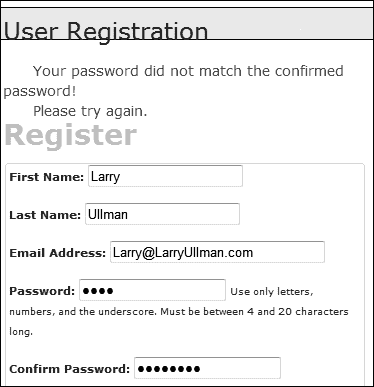 User Registration
Your password did not match the confirmed
password!
Please try again.
Register
First Name: Larry
Last Name: Ullman
Email Address: Larry@LarryUllman.com
Password: •••• Use only letters,
numbers, and the underscore. Must be between 4 and 20 characters
long.
Confirm Password: ••••••••